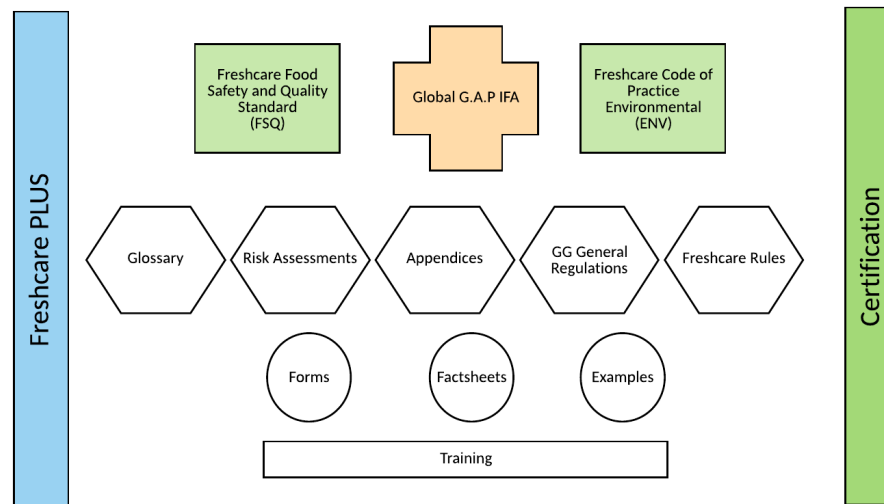 Freshcare PLUS
Freshcare Food
Safety and Quality
Standard
(FSQ)
Global G.A.P IFA
Freshcare Code of
Practice
Environmental
(ENV)
Glossary
Risk Assessments
Appendices
GG General
Regulations
Freshcare Rules
Forms
Factsheets
Examples
Training
Certification